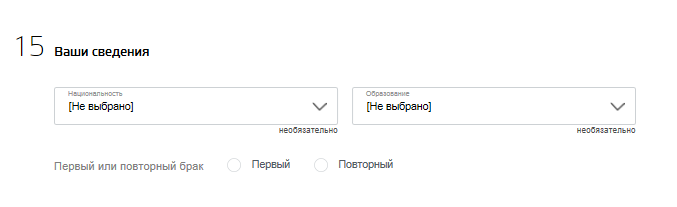 15 Ваши сведения
Национальность Образование
[Не выбрано] [Не выбрано]
необязательно необязательно
Первый или повторный брак Первый Повторный